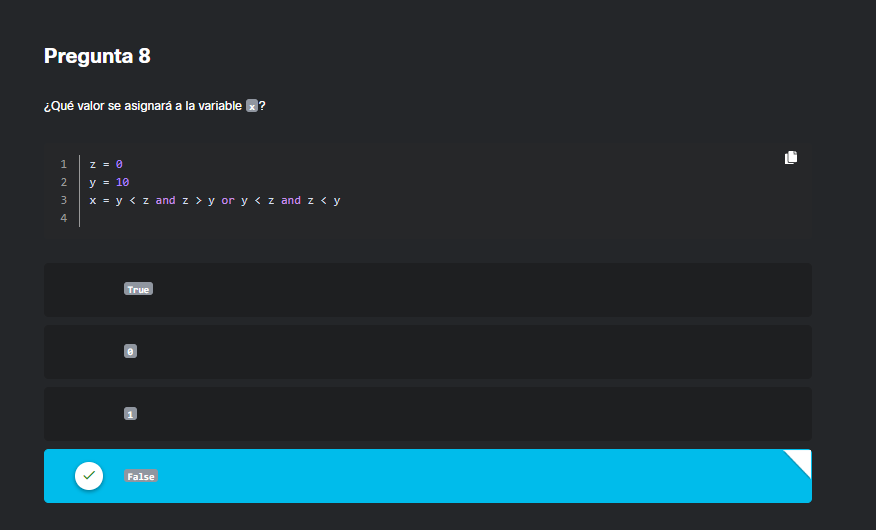 Pregunta 8
¿Qué valor se asignará a la variable x?
1 z = 0
2 y = 10
3 x = y < z and z > y or y < z and z < y
4
True
0
1
False